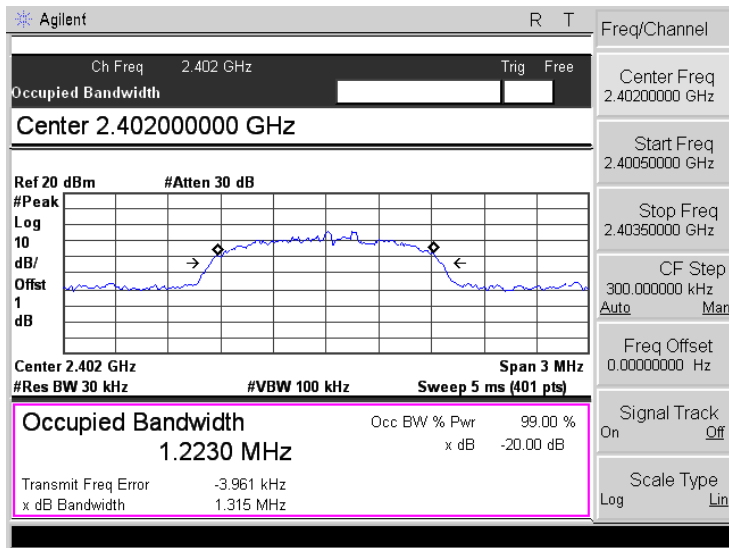 Agilent R T
Ch Freq 2.402 GHz Trig Free
Occupied Bandwidth
Center 2.402000000 GHz
Ref 20 dBm #Atten 30 dB
#Peak
Log
10
dB/
Offst
1
dB
Center 2.402 GHz Span 3 MHz
#Res BW 30 kHz #VBW 100 kHz Sweep 5 ms (401 pts)
Occupied Bandwidth Occ BW % Pwr 99.00 %
1.2230 MHz x dB -20.00 dB
Transmit Freq Error -3.961 kHz
x dB Bandwidth 1.315 MHz
Freq/Channel
Center Freq
2.40200000 GHz
Start Freq
2.40050000 GHz
Stop Freq
2.40350000 GHz
CF Step
300.000000 kHz
Auto Man
Freq Offset
0.00000000 Hz
Signal Track
On Off
Scale Type
Log Lin